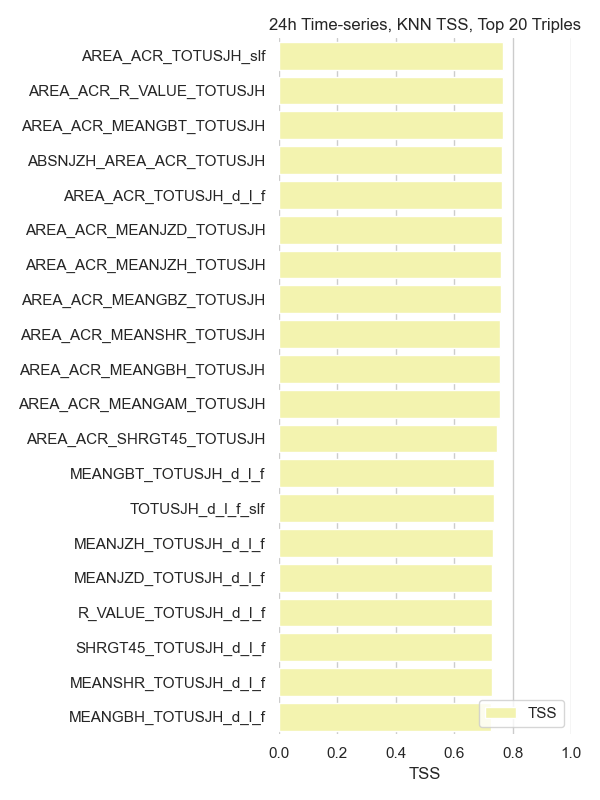 24h Time-series, KNN TSS, Top 20 Triples
AREA_ACR_TOTUSJH_slf
AREA_ACR_R_VALUE_TOTUSJH
AREA_ACR_MEANGBT_TOTUSJH
ABSNJZH_AREA_ACR_TOTUSJH
AREA_ACR_TOTUSJH_d_l_f
AREA_ACR_MEANJZD_TOTUSJH
AREA_ACR_MEANJZH_TOTUSJH
AREA_ACR_MEANGBZ_TOTUSJH
AREA_ACR_MEANSHR_TOTUSJH
AREA_ACR_MEANGBH_TOTUSJH
AREA_ACR_MEANGAM_TOTUSJH
AREA_ACR_SHRGT45_TOTUSJH
MEANGBT_TOTUSJH_d_l_f
TOTUSJH_d_l_f_slf
MEANJZH_TOTUSJH_d_l_f
MEANJZD_TOTUSJH_d_l_f
R_VALUE_TOTUSJH_d_l_f
SHRGT45_TOTUSJH_d_l_f
MEANSHR_TOTUSJH_d_l_f
MEANGBH_TOTUSJH_d_l_f
TSS
0.0 0.2 0.4 0.6 0.8 1.0
TSS